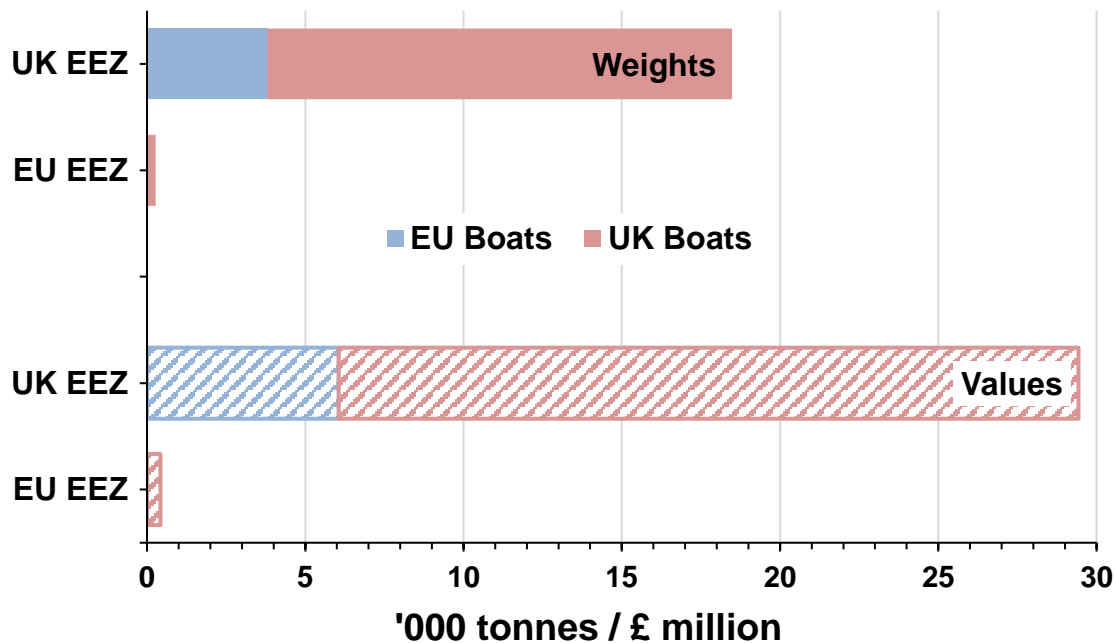 UK EEZ
Weights
EU EEZ
EU Boats UK Boats
UK EEZ
Values
EU EEZ
0 5 10 15 20 25 30
'000 tonnes / £ million